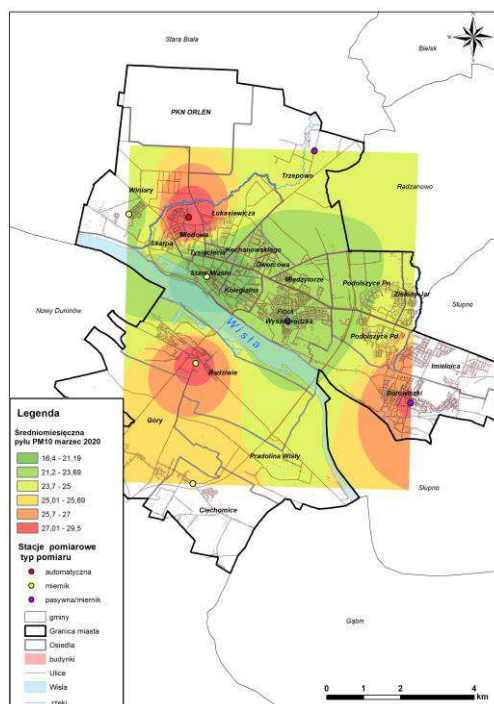 Stara Biała
Bielsk
PKN ORLEN
Trzepowo
Radzanowo
Winiary
Łukasiewicza
Miodowa
Skarpa
Tysiąclecia
Kochanowskiego
Dworcowa
Stare Miasto
Międzytorze
Kolegialna
Podolszyce Pn.
Zielony Jar
Płock
Wyszogrodzka
Słupno
Nowy Duninów
Wisła
Podolszyce Pd.
Imielnica
Radziwie
Borowiczki
Góry
Pradolina Wisły
Słupno
Ciechomice
Gąbin
Legenda
Średniomiesięczna
pyłu PM10 marzec 2020
16,4 - 21,19
21,2 - 23,69
23,7 - 25
25,01 - 25,69
25,7 - 27
27,01 - 29,5
Stacje pomiarowe
typ pomiaru
automatyczna
miernik
pasywna/miernik
gminy
Granica miasta
Osiedla
budynki
Ulice
Wisła
rzeki
0 1 2 4
km